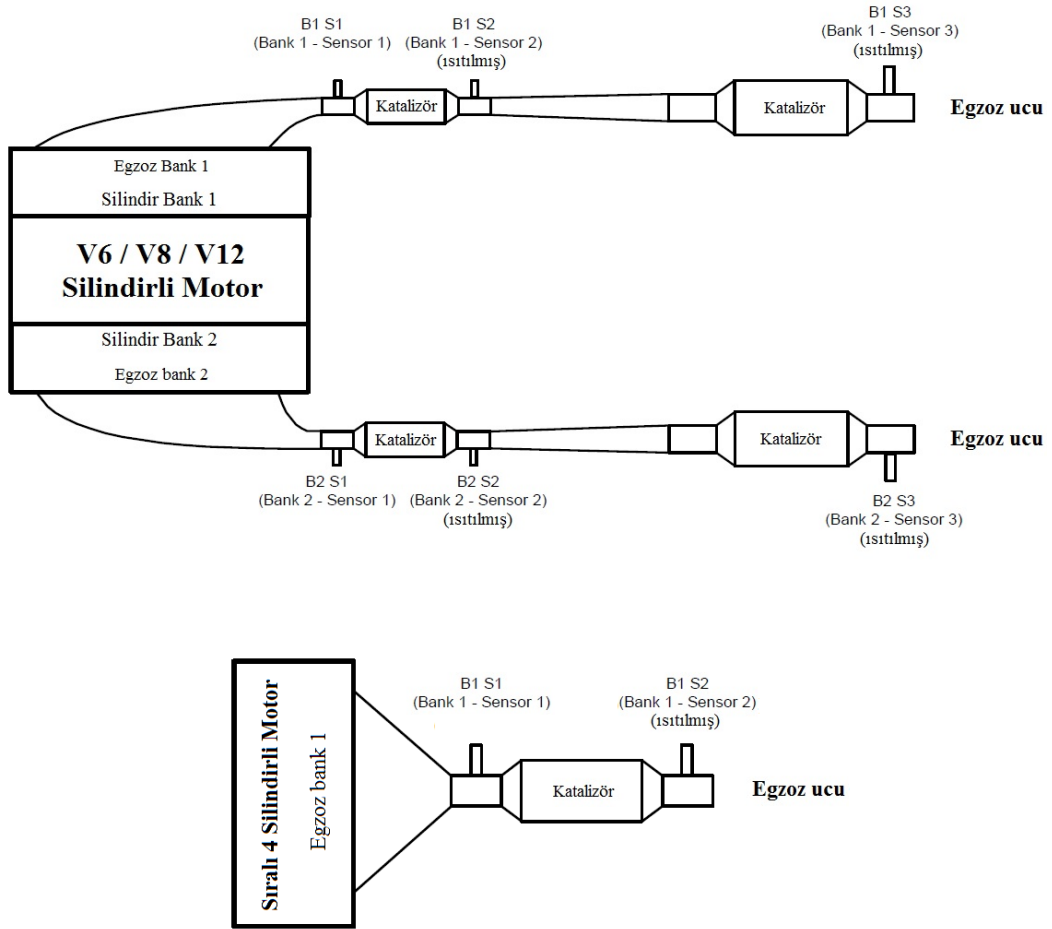 B1 S1
(Bank 1 - Sensor 1)
B1 S2
(Bank 1 - Sensor 2)
(ısıtılmış)
B1 S3
(Bank 1 - Sensor 3)
(ısıtılmış)
Katalizör
Katalizör
Egzoz ucu
Egzoz Bank 1
Silindir Bank 1
V6 / V8 / V12
Silindirli Motor
Silindir Bank 2
Egzoz bank 2
Katalizör
Katalizör
Egzoz ucu
B2 S1
(Bank 2 - Sensor 1)
B2 S2
(Bank 2 - Sensor 2)
(ısıtılmış)
B2 S3
(Bank 2 - Sensor 3)
(ısıtılmış)
Sıralı 4 Silindirli Motor
Egzoz bank 1
B1 S1
(Bank 1 - Sensor 1)
B1 S2
(Bank 1 - Sensor 2)
(ısıtılmış)
Katalizör
Egzoz ucu